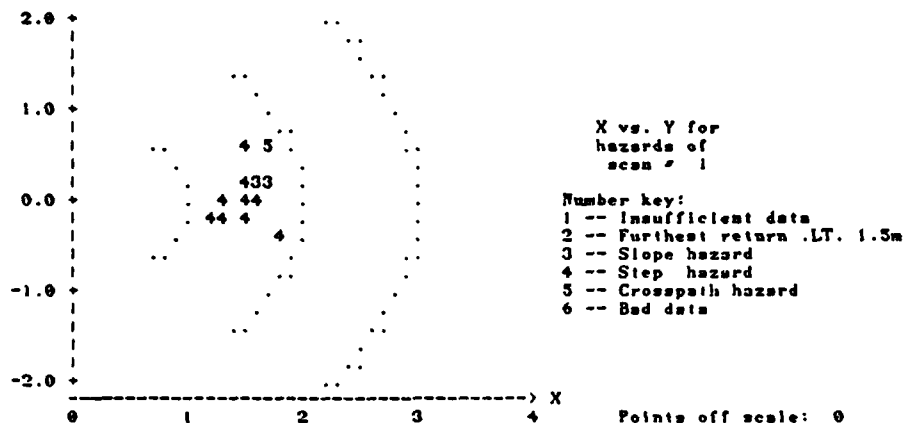 2.0
1.0
0.0
-1.0
-2.0
4 5
433
4 44
44 4
4
0 1 2 3 4
X
X vs. Y for
hazards of
scan # 1
Number key:
1 -- Insufficient data
2 -- Furthest return .LT. 1.5m
3 -- Slope hazard
4 -- Step hazard
5 -- Crosspath hazard
6 -- Bad data
Points off scale: 0